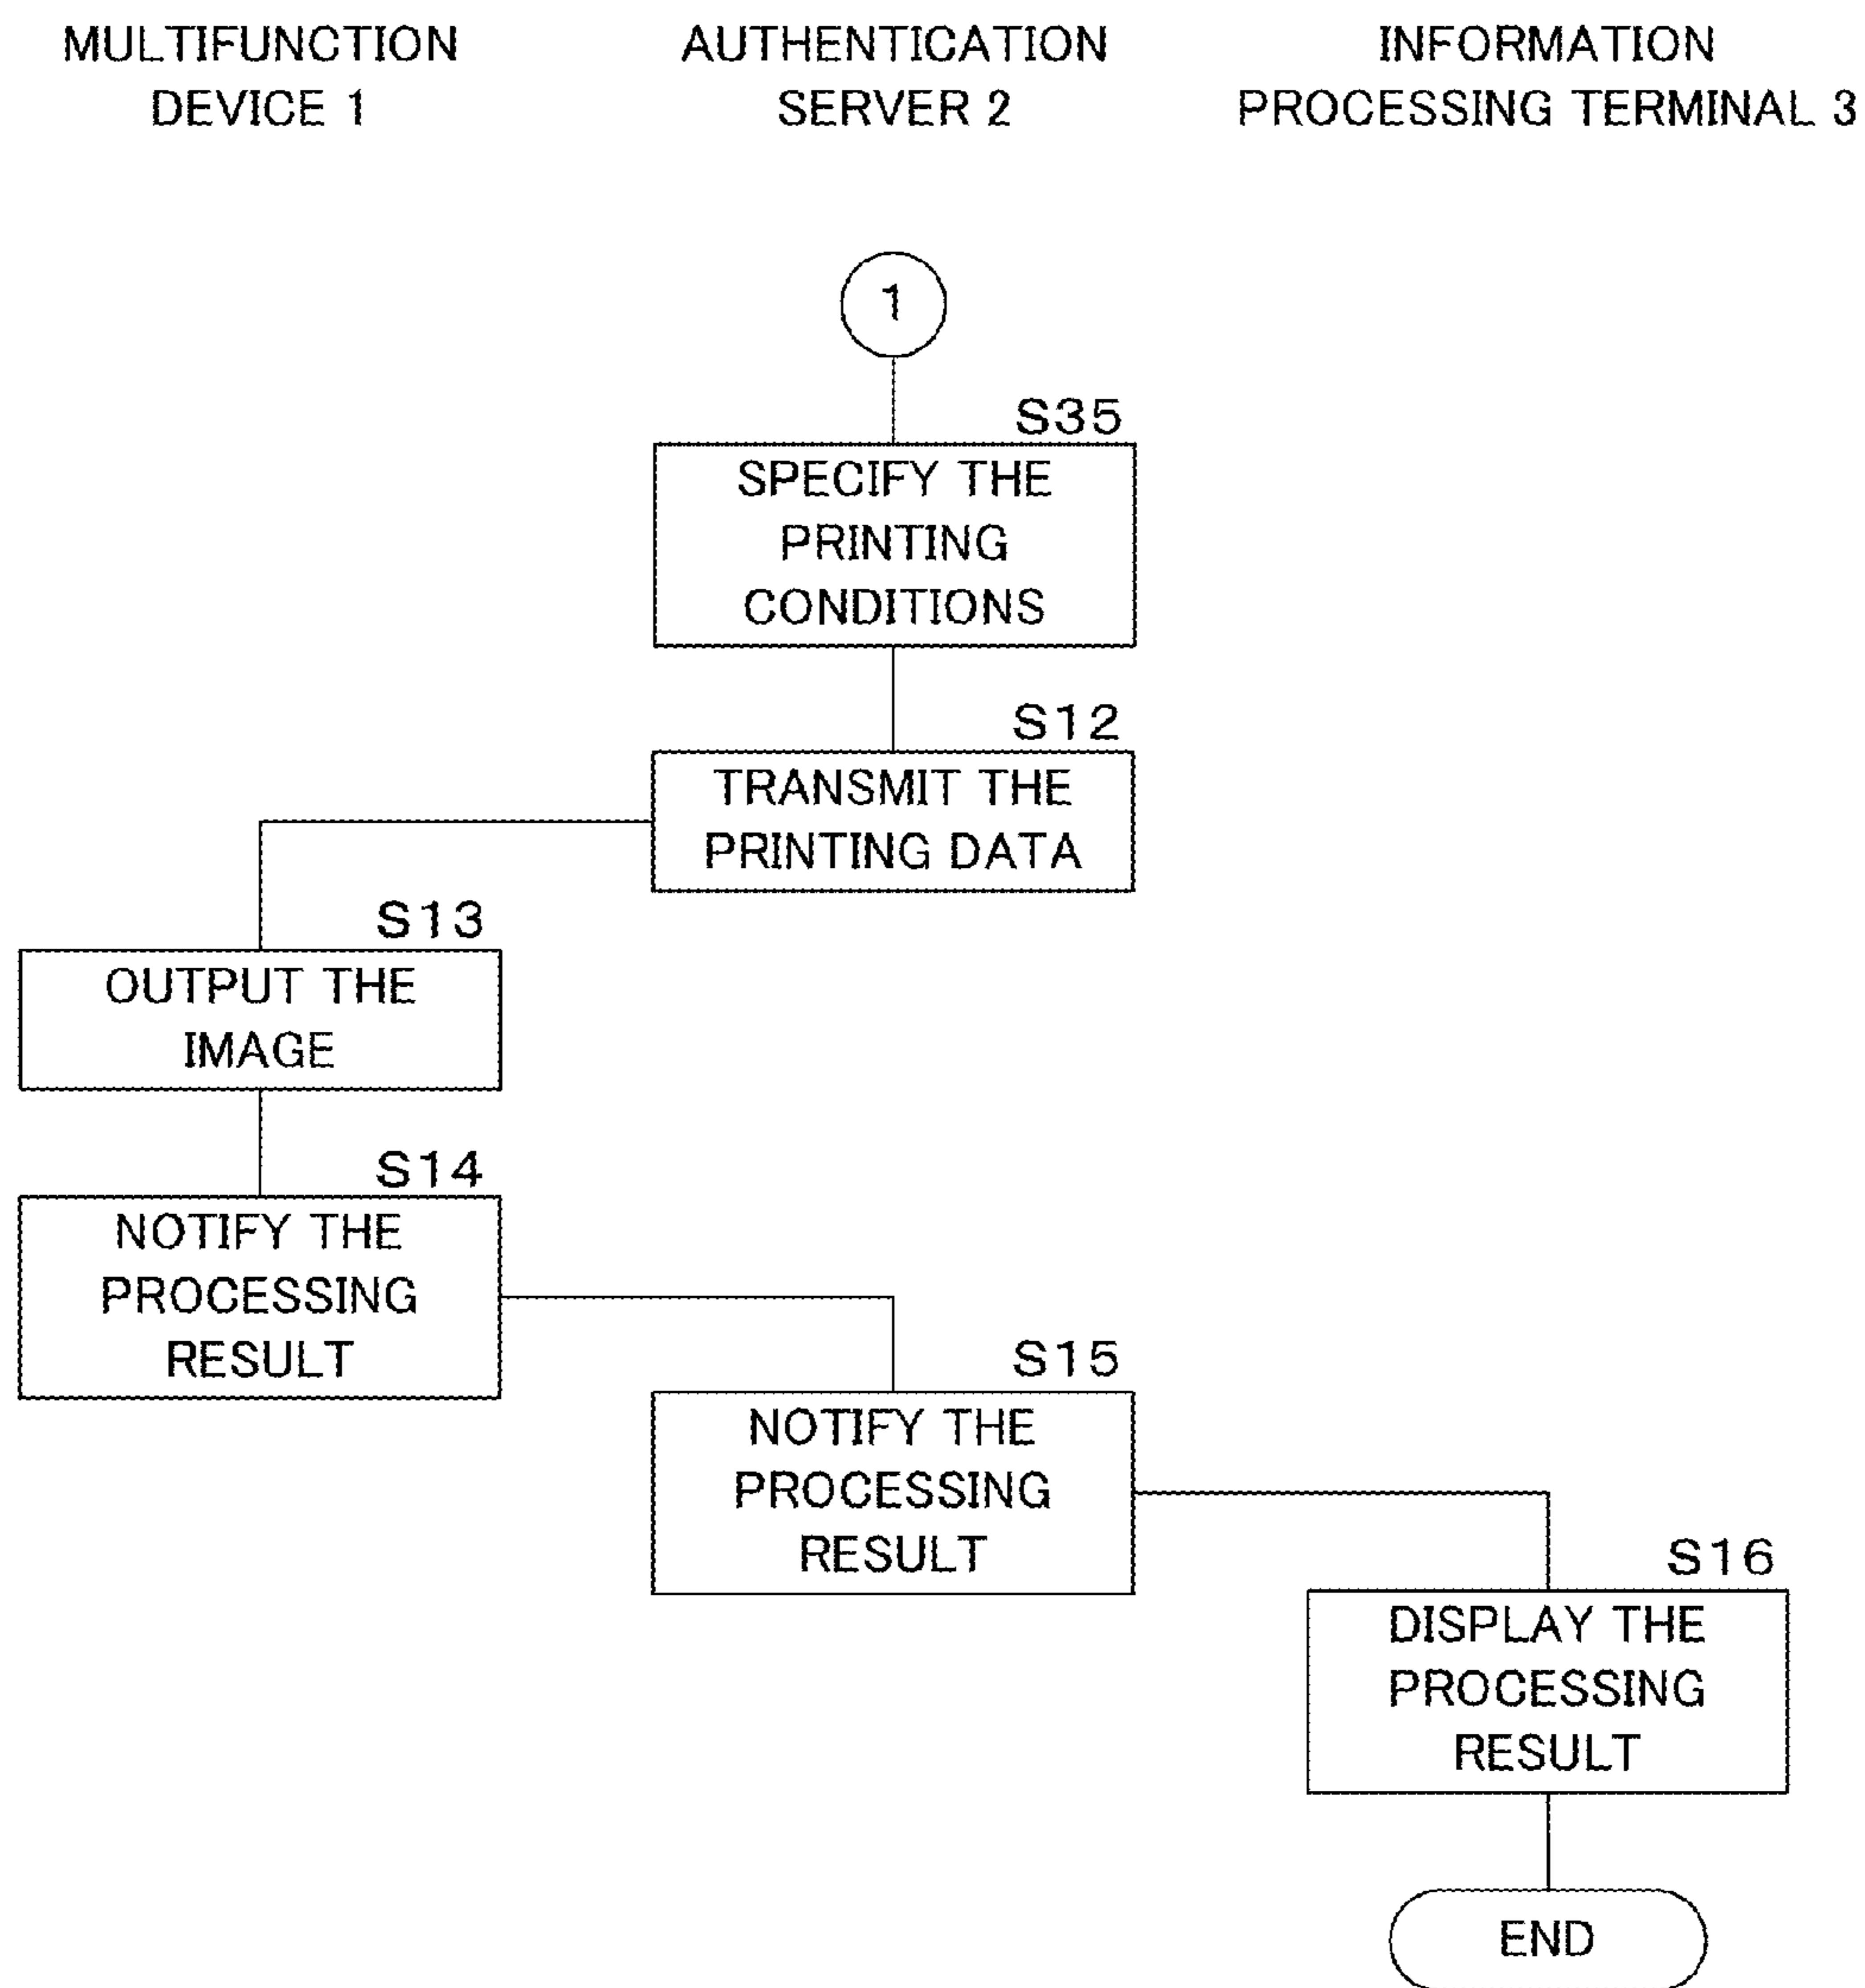 MULTIFUNCTION
DEVICE 1
AUTHENTICATION
SERVER 2
INFORMATION
PROCESSING TERMINAL 3
1
S35
SPECIFY THE
PRINTING
CONDITIONS
S12
TRANSMIT THE
PRINTING DATA
S13
OUTPUT THE
IMAGE
S14
NOTIFY THE
PROCESSING
RESULT
S15
NOTIFY THE
PROCESSING
RESULT
S16
DISPLAY THE
PROCESSING
RESULT
END